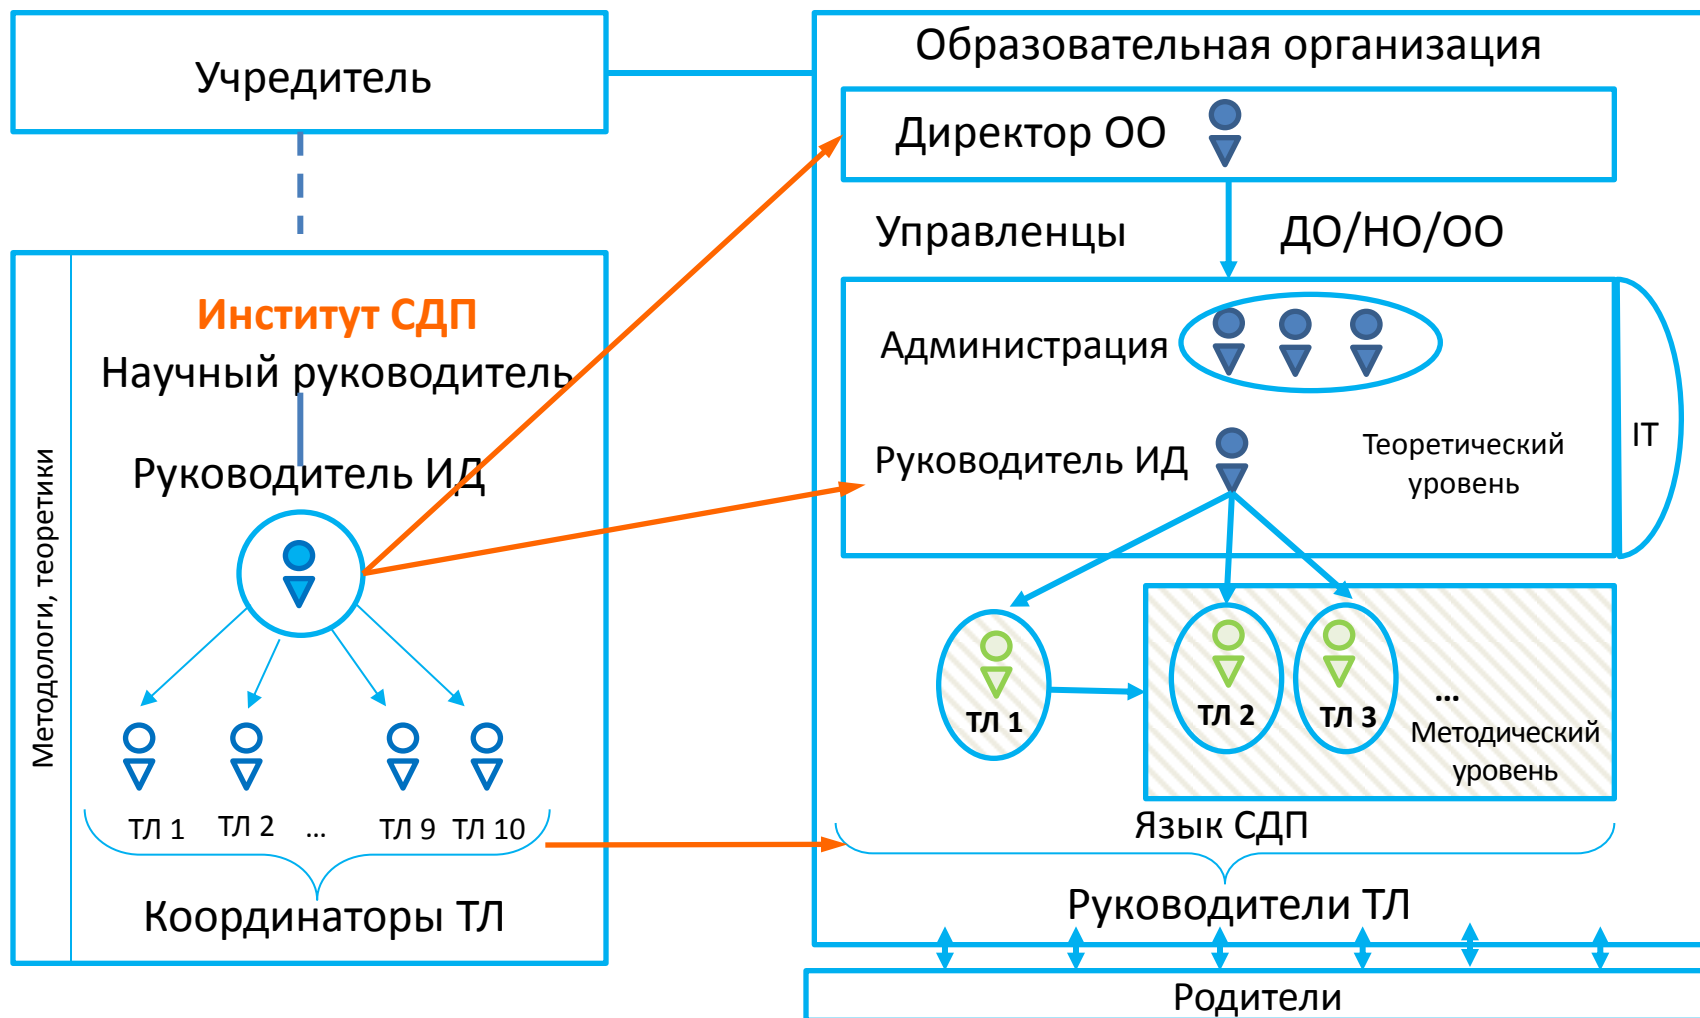 Учредитель
Институт СДП
Научный руководитель
Руководитель ИД
Методологи, теоретики
ТЛ 1
ТЛ 2
...
ТЛ 9
ТЛ 10
Координаторы ТЛ
Образовательная организация
Директор ОО
Управленцы
ДО/НО/ОО
Администрация
Руководитель ИД
Теоретический
уровень
IT
ТЛ 1
ТЛ 2
ТЛ 3
...
Методический
уровень
Язык СДП
Руководители ТЛ
Родители